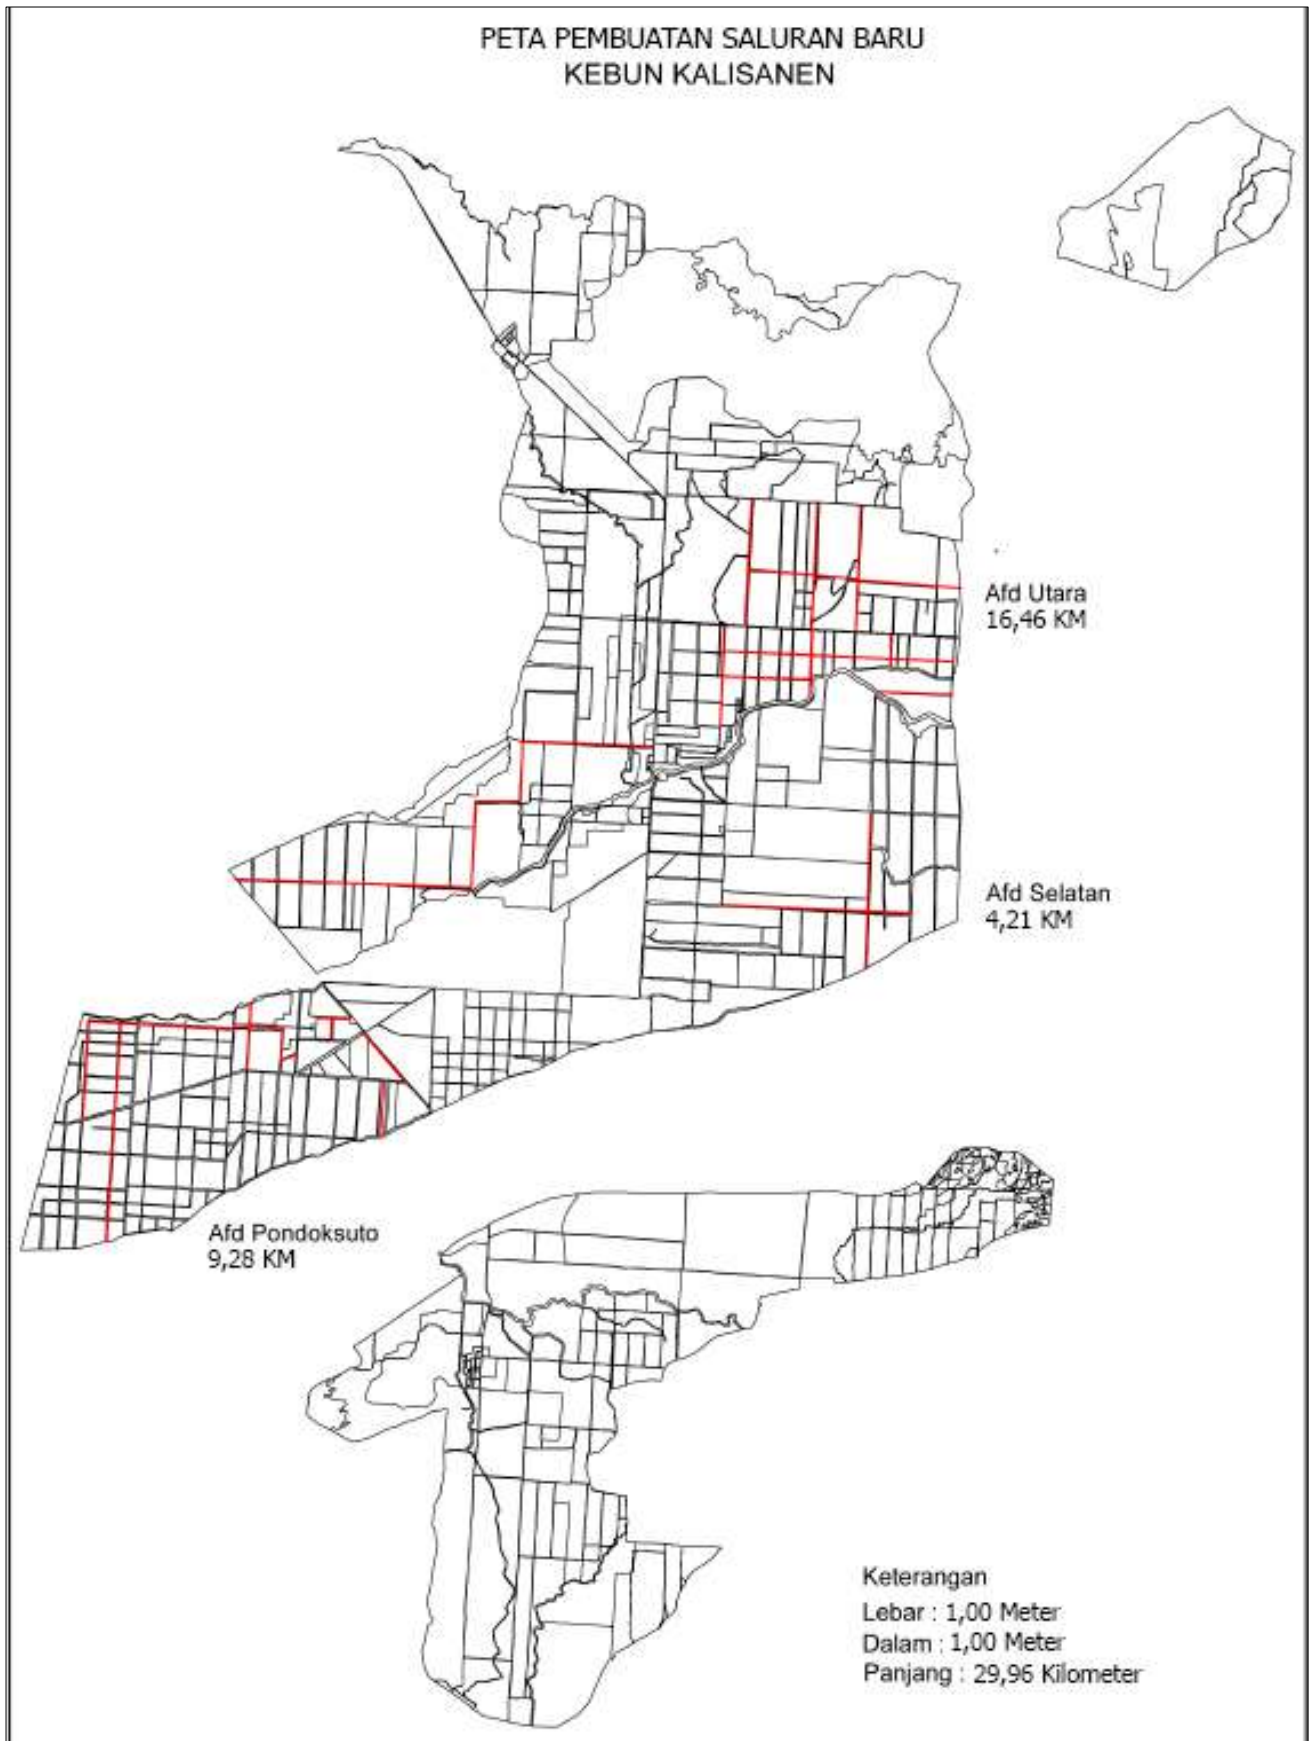 PETA PEMBUATAN SALURAN BARU
KEBUN KALISANEN
Afd Utara
16,46 KM
Afd Selatan
4,21 KM
Afd Pondoksuto
9,28 KM
Keterangan
Lebar : 1,00 Meter
Dalam : 1,00 Meter
Panjang : 29,96 Kilometer